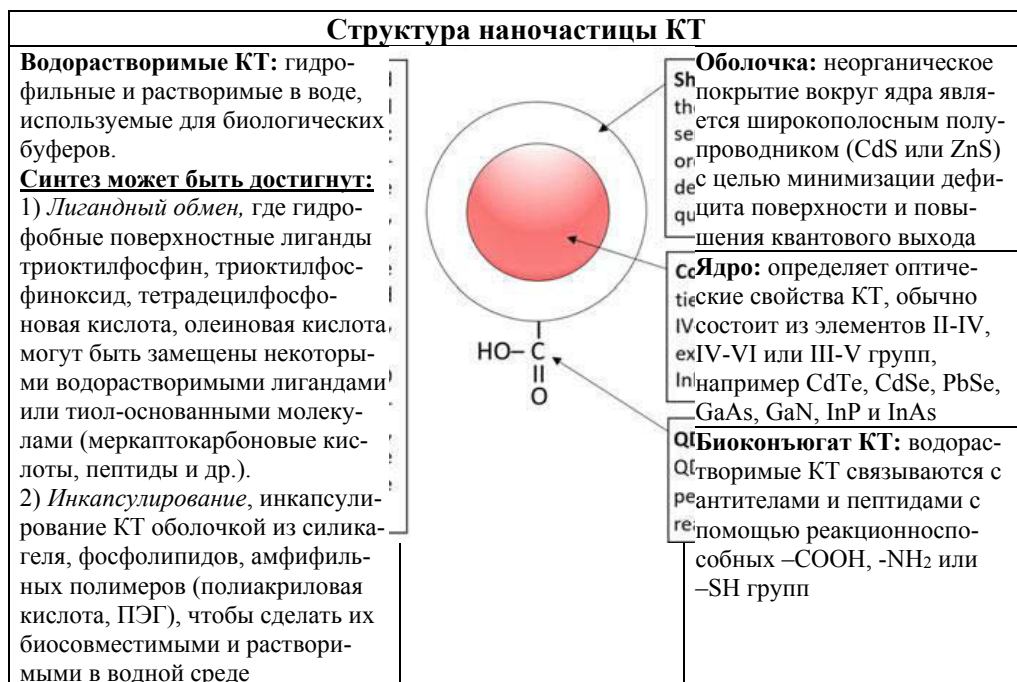 Структура наночастицы КТ
Водорастворимые КТ: гидро-
фильные и растворимые в воде,
используемые для биологических
буферов.
Синтез может быть достигнут:
1) Лигандный обмен, где гидро-
фобные поверхностные лиганды
триоктилфосфин, триоктилфос-
финоксид, тетрадецилфосфо-
новая кислота, олеиновая кислота
могут быть замещены некоторы-
ми водорастворимыми лигандами
или тиол-основанными молеку-
лами (меркаптокарбоновые кис-
лоты, пептиды и др.).
2) Инкапсулирование, инкапсули-
рование КТ оболочкой из силика-
геля, фосфолипидов, амфифиль-
ных полимеров (полиакриловая
кислота, ПЭГ), чтобы сделать их
биосовместимыми и раствори-
мыми в водной среде
HO– C
O
Оболочка: неорганическое
покрытие вокруг ядра явля-
ется широкополосным полу-
проводником (CdS или ZnS)
с целью минимизации дефи-
цита поверхности и повы-
шения квантового выхода
Ядро: определяет оптиче-
ские свойства КТ, обычно
состоит из элементов II-IV,
IV-VI или III-V групп,
например CdTe, CdSe, PbSe,
GaAs, GaN, InP и InAs
Биоконъюгат КТ: водорас-
творимые КТ связываются с
антителами и пептидами с
помощью реакционноспо-
собных –COOH, -NH2 или
–SH групп